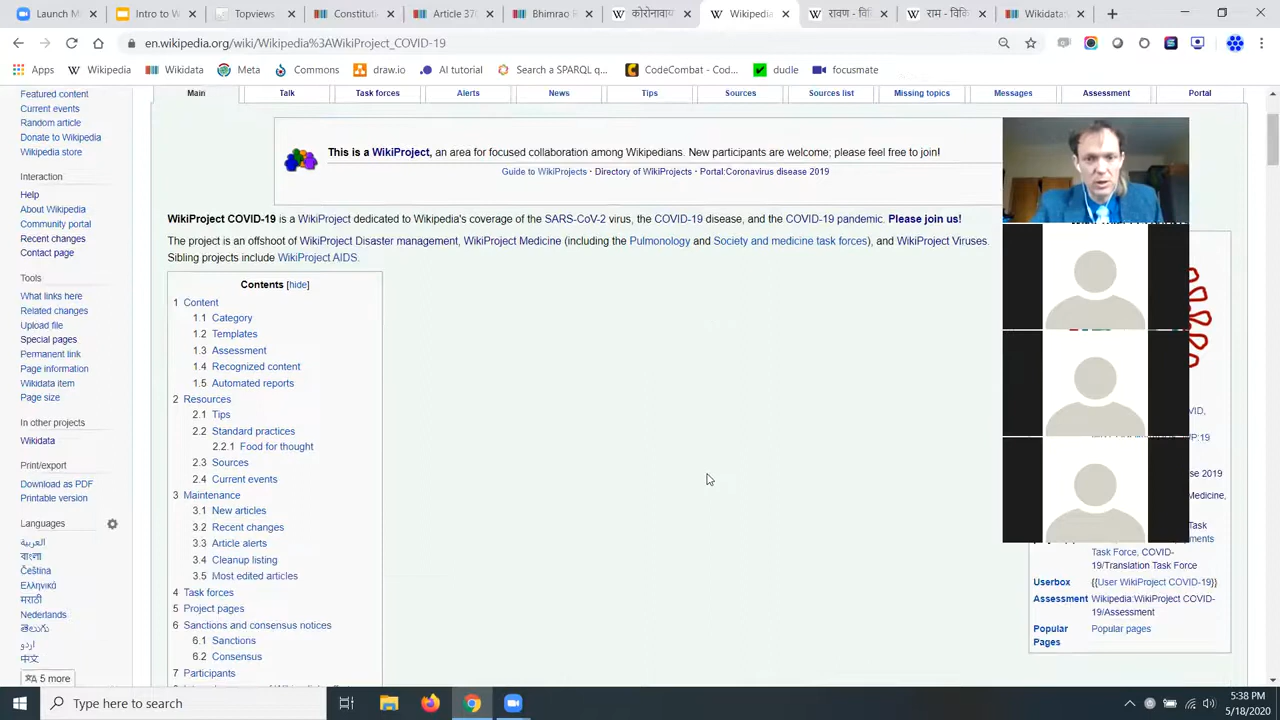 Launch M
Intro to W
Topviews
Constitut
Article 370
Bhimrao R
कोरोनावाय
Wikipedia
रावण - विवि
राम - विवि
Wikidata
en.wikipedia.org/wiki/Wikipedia%3AWikiProject_COVID-19
Apps
Wikipedia
Wikidata
Meta
Commons
draw.io
AI tutorial
Search a SPARQL q...
CodeCombat - Cod...
dudle
focusmate
Main
Talk
Task forces
Alerts
News
Tips
Sources
Sources list
Missing topics
Messages
Assessment
Portal
Featured content
Current events
Random article
Donate to Wikipedia
Wikipedia store
Interaction
Help
About Wikipedia
Community portal
Recent changes
Contact page
Tools
What links here
Related changes
Upload file
Special pages
Permanent link
Page information
Wikidata item
Page size
In other projects
Wikidata
Print/export
Download as PDF
Printable version
Languages
العربية
বাংলা
Čeština
Ελληνικά
मराठी
Nederlands
తెలుగు
اردو
中文
5 more
This is a WikiProject, an area for focused collaboration among Wikipedians. New participants are welcome; please feel free to join!
Guide to WikiProjects · Directory of WikiProjects · Portal:Coronavirus disease 2019
WikiProject COVID-19 is a WikiProject dedicated to Wikipedia's coverage of the SARS-CoV-2 virus, the COVID-19 disease, and the COVID-19 pandemic. Please join us!
The project is an offshoot of WikiProject Disaster management, WikiProject Medicine (including the Pulmonology and Society and medicine task forces), and WikiProject Viruses.
Sibling projects include WikiProject AIDS.
Contents [hide]
1 Content
1.1 Category
1.2 Templates
1.3 Assessment
1.4 Recognized content
1.5 Automated reports
2 Resources
2.1 Tips
2.2 Standard practices
2.2.1 Food for thought
2.3 Sources
2.4 Current events
3 Maintenance
3.1 New articles
3.2 Recent changes
3.3 Article alerts
3.4 Cleanup listing
3.5 Most edited articles
4 Task forces
5 Project pages
6 Sanctions and consensus notices
6.1 Sanctions
6.2 Consensus
7 Participants
VID,
P:19
se 2019
Medicine,
Task
Task Force, COVID-
19/Translation Task Force
Userbox {{User WikiProject COVID-19}}
Assessment Wikipedia:WikiProject COVID-
19/Assessment
Popular Popular pages
Pages
Type here to search
5:38 PM
5/18/2020